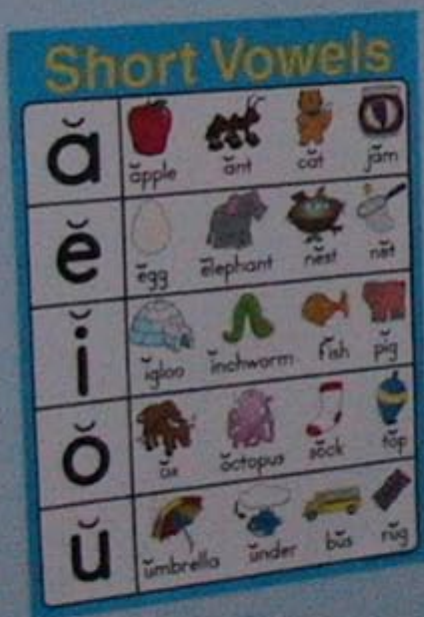 Short Vowels
ă
ăpple ănt căt jăm
ĕ
ĕgg ĕlephant nĕst nĕt
ĭ
ĭgloo ĭnchworm fĭsh pĭg
ŏ
ŏx ŏctopus sŏck tŏp
ŭ
ŭmbrella ŭnder bŭs rŭg